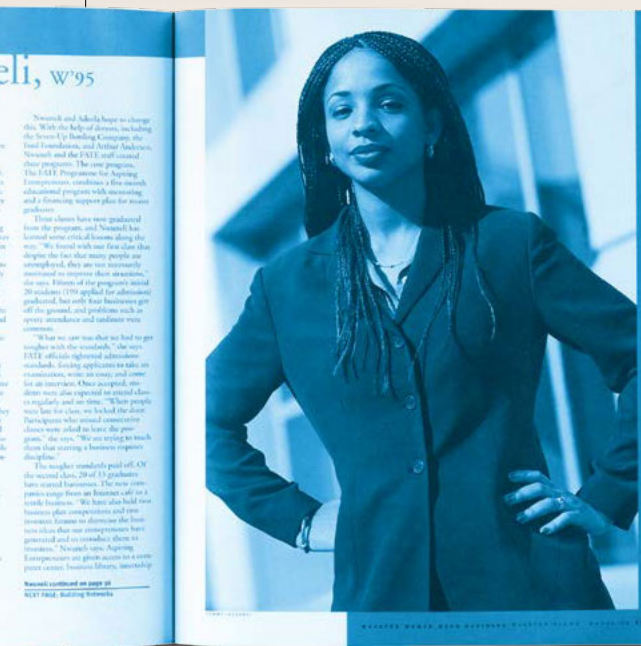 eli, W'95
Nwuneli and Adeola hope to change
this. With the help of donors, including
the Seven-Up Bottling Company, the
Ford Foundation, and Arthur Andersen,
Nwuneli and the FATE staff created
three programs. The core program,
The FATE Programme for Aspiring
Entrepreneurs, combines a five-month
educational program with mentoring
and a financing support plan for recent
graduates.
Three classes have now graduated
from the program, and Nwuneli has
learned some critical lessons along the
way. "We found with our first class that
despite the fact that many people are
unemployed, they are not necessarily
motivated to improve their situations,"
she says. Fifteen of the program's initial
20 students (190 applied for admission)
graduated, but only four businesses got
off the ground, and problems such as
spotty attendance and tardiness were
common.
"What we saw was that we had to get
tougher with the standards," she says.
FATE officials tightened admissions
standards, forcing applicants to take an
examination, write an essay, and come
for an interview. Once accepted, stu-
dents were also expected to attend class-
es regularly and on time. "When people
were late for class, we locked the door.
Participants who missed consecutive
classes were asked to leave the pro-
gram," she says. "We are trying to teach
them that starting a business requires
discipline."
The tougher standards paid off. Of
the second class, 20 of 33 graduates
have started businesses. The new com-
panies range from an Internet café to a
textile business. "We have also held two
business plan competitions and two
investors forums to showcase the busi-
ness ideas that our entrepreneurs have
generated and to introduce them to
investors," Nwuneli says. Aspiring
Entrepreneurs are given access to a com-
puter center, business library, internship
Nwuneli continued on page 56
NEXT PAGE: Building Networks